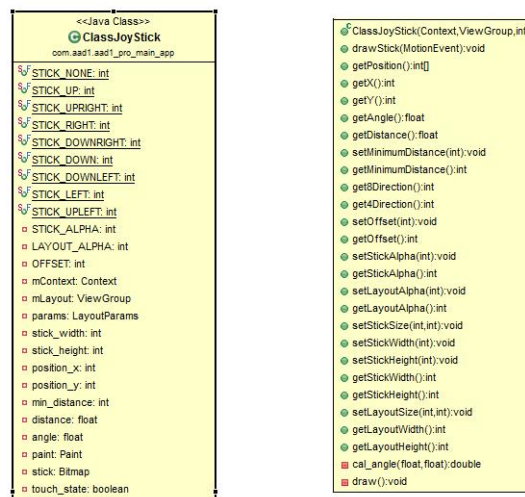 <<Java Class>>
ClassJoyStick
com.aad1.aad1_pro_main_app
STICK_NONE: int
STICK_UP: int
STICK_UPRIGHT: int
STICK_RIGHT: int
STICK_DOWNRIGHT: int
STICK_DOWN: int
STICK_DOWNLEFT: int
STICK_LEFT: int
STICK_UPLEFT: int
STICK_ALPHA: int
LAYOUT_ALPHA: int
OFFSET: int
mContext: Context
mLayout: ViewGroup
params: LayoutParams
stick_width: int
stick_height: int
position_x: int
position_y: int
min_distance: int
distance: float
angle: float
paint: Paint
stick: Bitmap
touch_state: boolean
ClassJoyStick(Context,ViewGroup,int
drawStick(MotionEvent):void
getPosition():int[]
getX():int
getY():int
getAngle():float
getDistance():float
setMinimumDistance(int):void
getMinimumDistance():int
get8Direction():int
get4Direction():int
setOffset(int):void
getOffset():int
setStickAlpha(int):void
getStickAlpha():int
setLayoutAlpha(int):void
getLayoutAlpha():int
setStickSize(int,int):void
setStickWidth(int):void
setStickHeight(int):void
getStickWidth():int
getStickHeight():int
setLayoutSize(int,int):void
getLayoutWidth():int
getLayoutHeight():int
cal_angle(float,float):double
draw():void